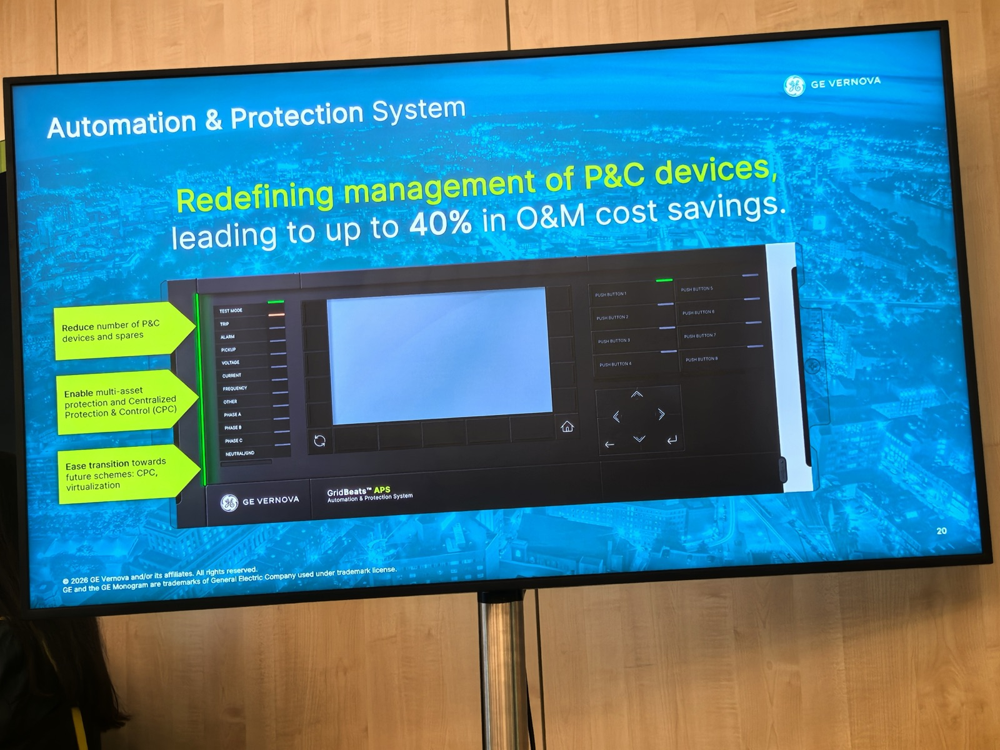 GE VERNOVA
Automation & Protection System
Redefining management of P&C devices,
leading to up to 40% in O&M cost savings.
Reduce number of P&C
devices and spares
Enable multi-asset
protection and Centralized
Protection & Control (CPC)
Ease transition towards
future schemes: CPC,
virtualization
TEST MODE
TRIP
ALARM
PICKUP
VOLTAGE
CURRENT
FREQUENCY
OTHER
PHASE A
PHASE B
PHASE C
NEUTRAL/GND
PUSH BUTTON 1
PUSH BUTTON 2
PUSH BUTTON 3
PUSH BUTTON 4
PUSH BUTTON 5
PUSH BUTTON 6
PUSH BUTTON 7
PUSH BUTTON 8
GE VERNOVA
GridBeats™ APS
Automation & Protection System
20
© 2026 GE Vernova and/or its affiliates. All rights reserved.
GE and the GE Monogram are trademarks of General Electric Company used under trademark license.